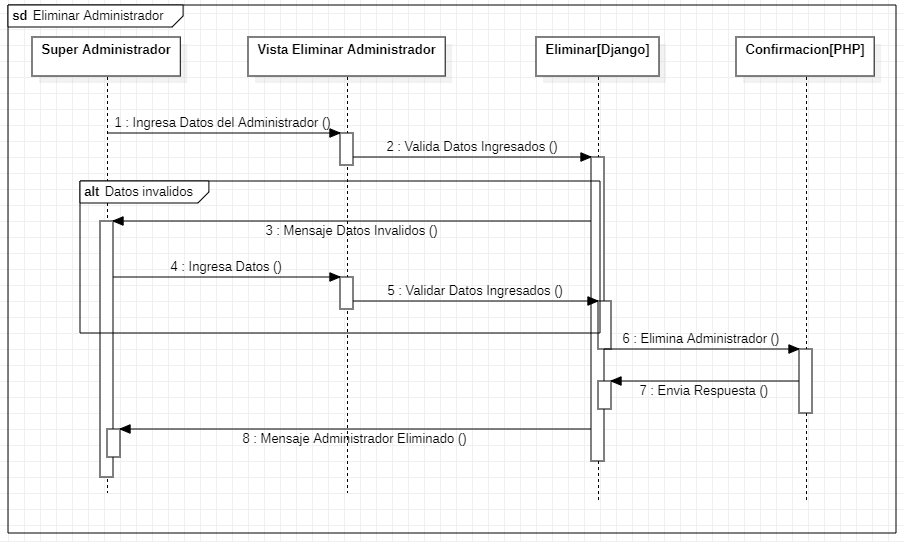 sd Eliminar Administrador
Super Administrador
Vista Eliminar Administrador
Eliminar[Django]
Confirmacion[PHP]
1 : Ingresa Datos del Administrador ()
2 : Valida Datos Ingresados ()
alt Datos invalidos
3 : Mensaje Datos Invalidos ()
4 : Ingresa Datos ()
5 : Validar Datos Ingresados ()
6 : Elimina Administrador ()
7 : Envia Respuesta ()
8 : Mensaje Administrador Eliminado ()